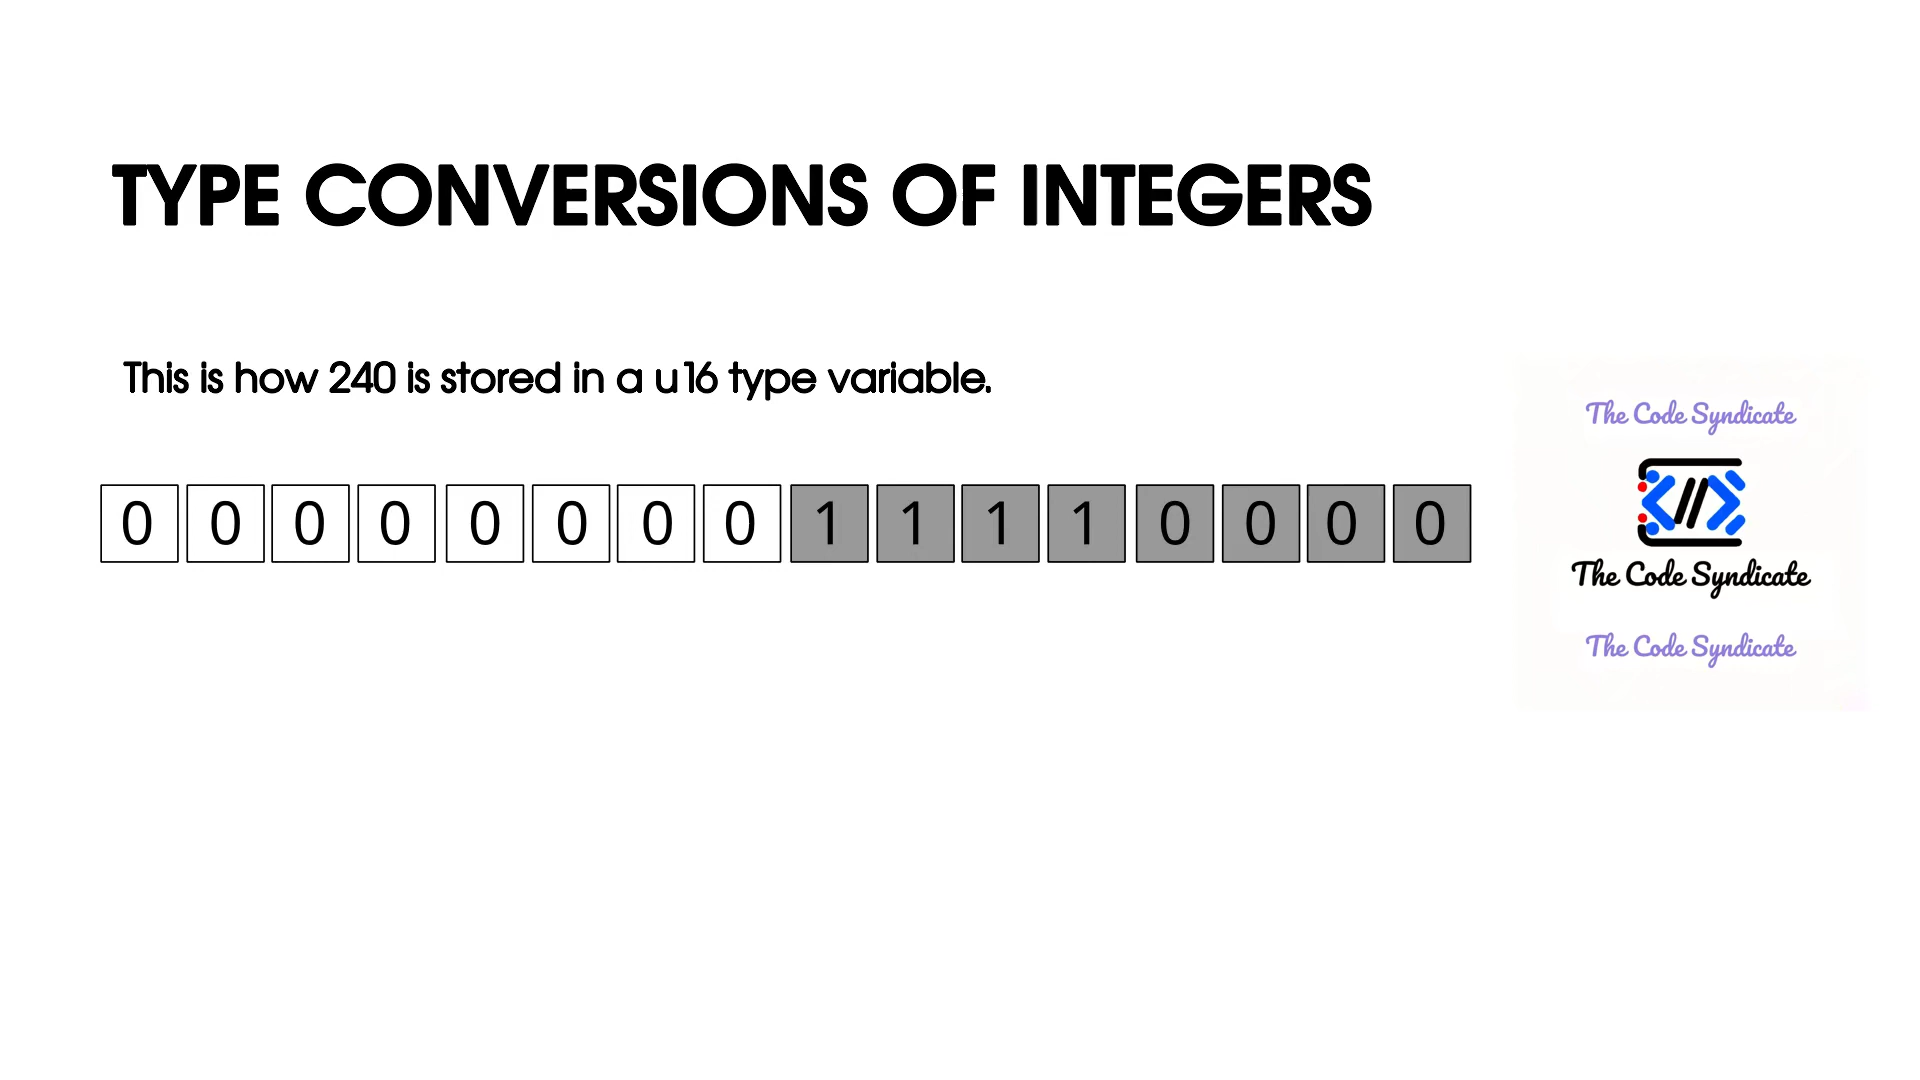 TYPE CONVERSIONS OF INTEGERS
This is how 240 is stored in a u16 type variable.
0 0 0 0 0 0 0 0 1 1 1 1 0 0 0 0
The Code Syndicate
The Code Syndicate
The Code Syndicate